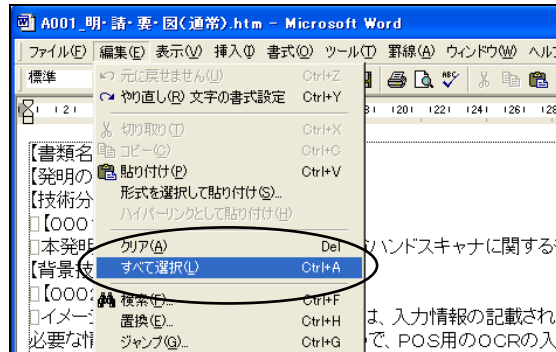 A001_明・請・要・図(通常).htm - Microsoft Word
ファイル(F) 編集(E) 表示(V) 挿入(I) 書式(O) ツール(T) 罫線(A) ウィンドウ(W)
標準
元に戻せません(U) Ctrl+Z
やり直し(R) 文字の書式設定 Ctrl+Y
切り取り(T) Ctrl+X
コピー(C) Ctrl+C
貼り付け(P) Ctrl+V
形式を選択して貼り付け(S)...
ハイパーリンクとして貼り付け(H)
クリア(A) Del
すべて選択(L) Ctrl+A
検索(F)... Ctrl+F
置換(E)... Ctrl+H
ジャンプ(G)... Ctrl+G
2
120 122 124 126 128
【書類名
【発明の
【技術分
【000
本発明
ハンドスキャナに関する
【背景技
【000
イメー
は、入力情報の記載され
必要な情
で、POS用のOCRの入